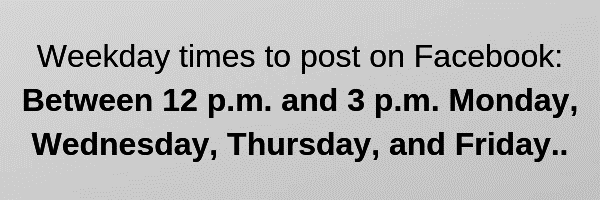 Weekday times to post on Facebook:
Between 12 p.m. and 3 p.m. Monday,
Wednesday, Thursday, and Friday..